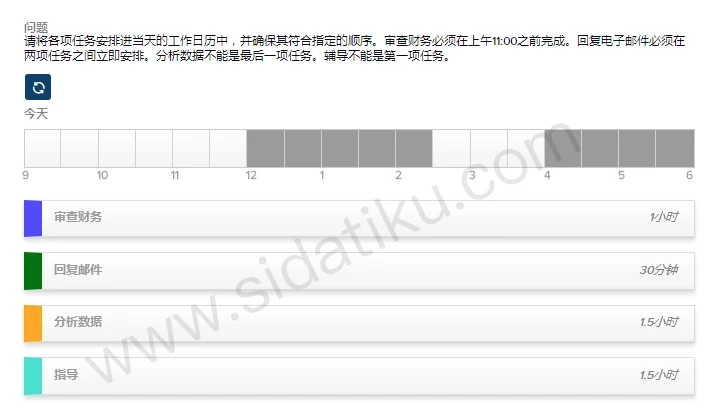 问题
请将各项任务安排进当天的工作日历中，并确保其符合指定的顺序。审查财务必须在上午11:00之前完成。回复电子邮件必须在
两项任务之间立即安排。分析数据不能是最后一项任务。辅导不能是第一项任务。
今天
9 10 11 12 1 2 3 4 5 6
审查财务 1小时
回复邮件 30分钟
分析数据 1.5小时
指导 1.5小时
www.sidatiku.com